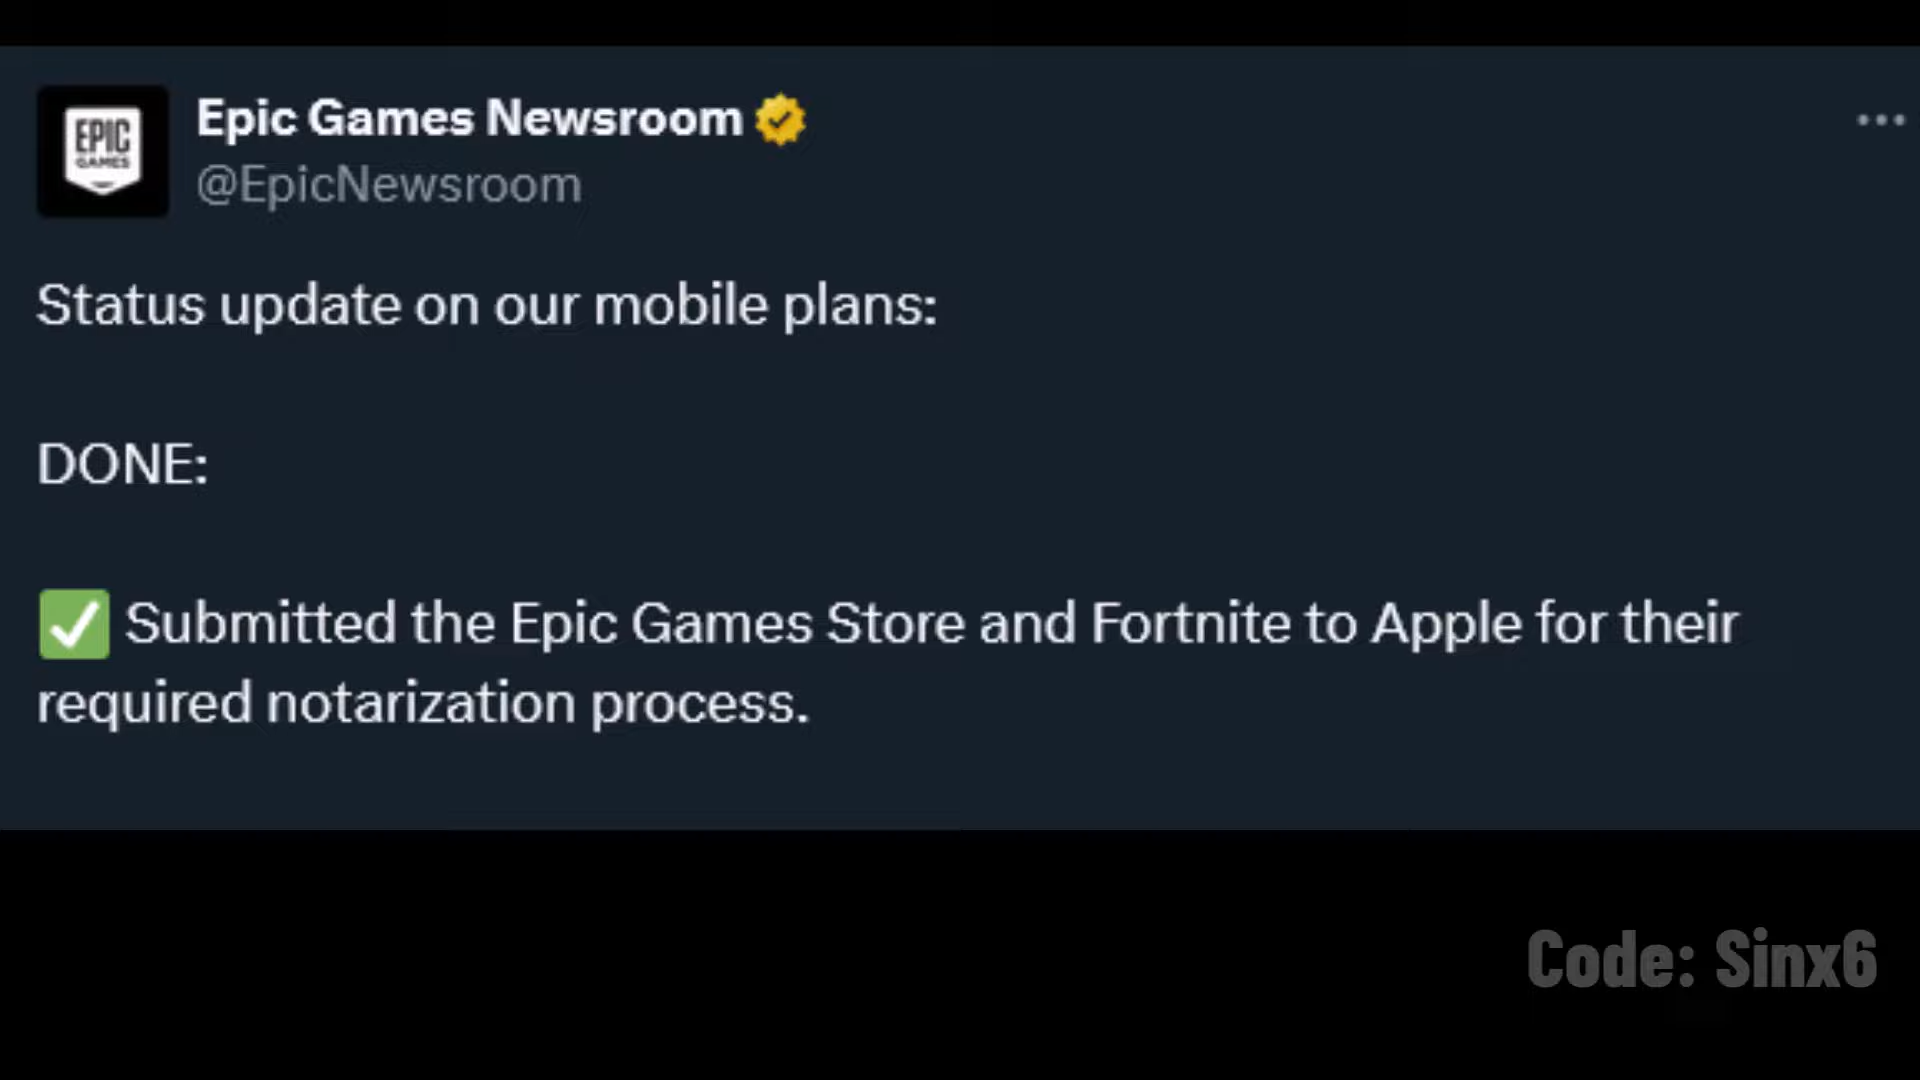 EPIC
GAMES
Epic Games Newsroom
@EpicNewsroom
Status update on our mobile plans:
DONE:
✅ Submitted the Epic Games Store and Fortnite to Apple for their
required notarization process.
Code: Sinx6